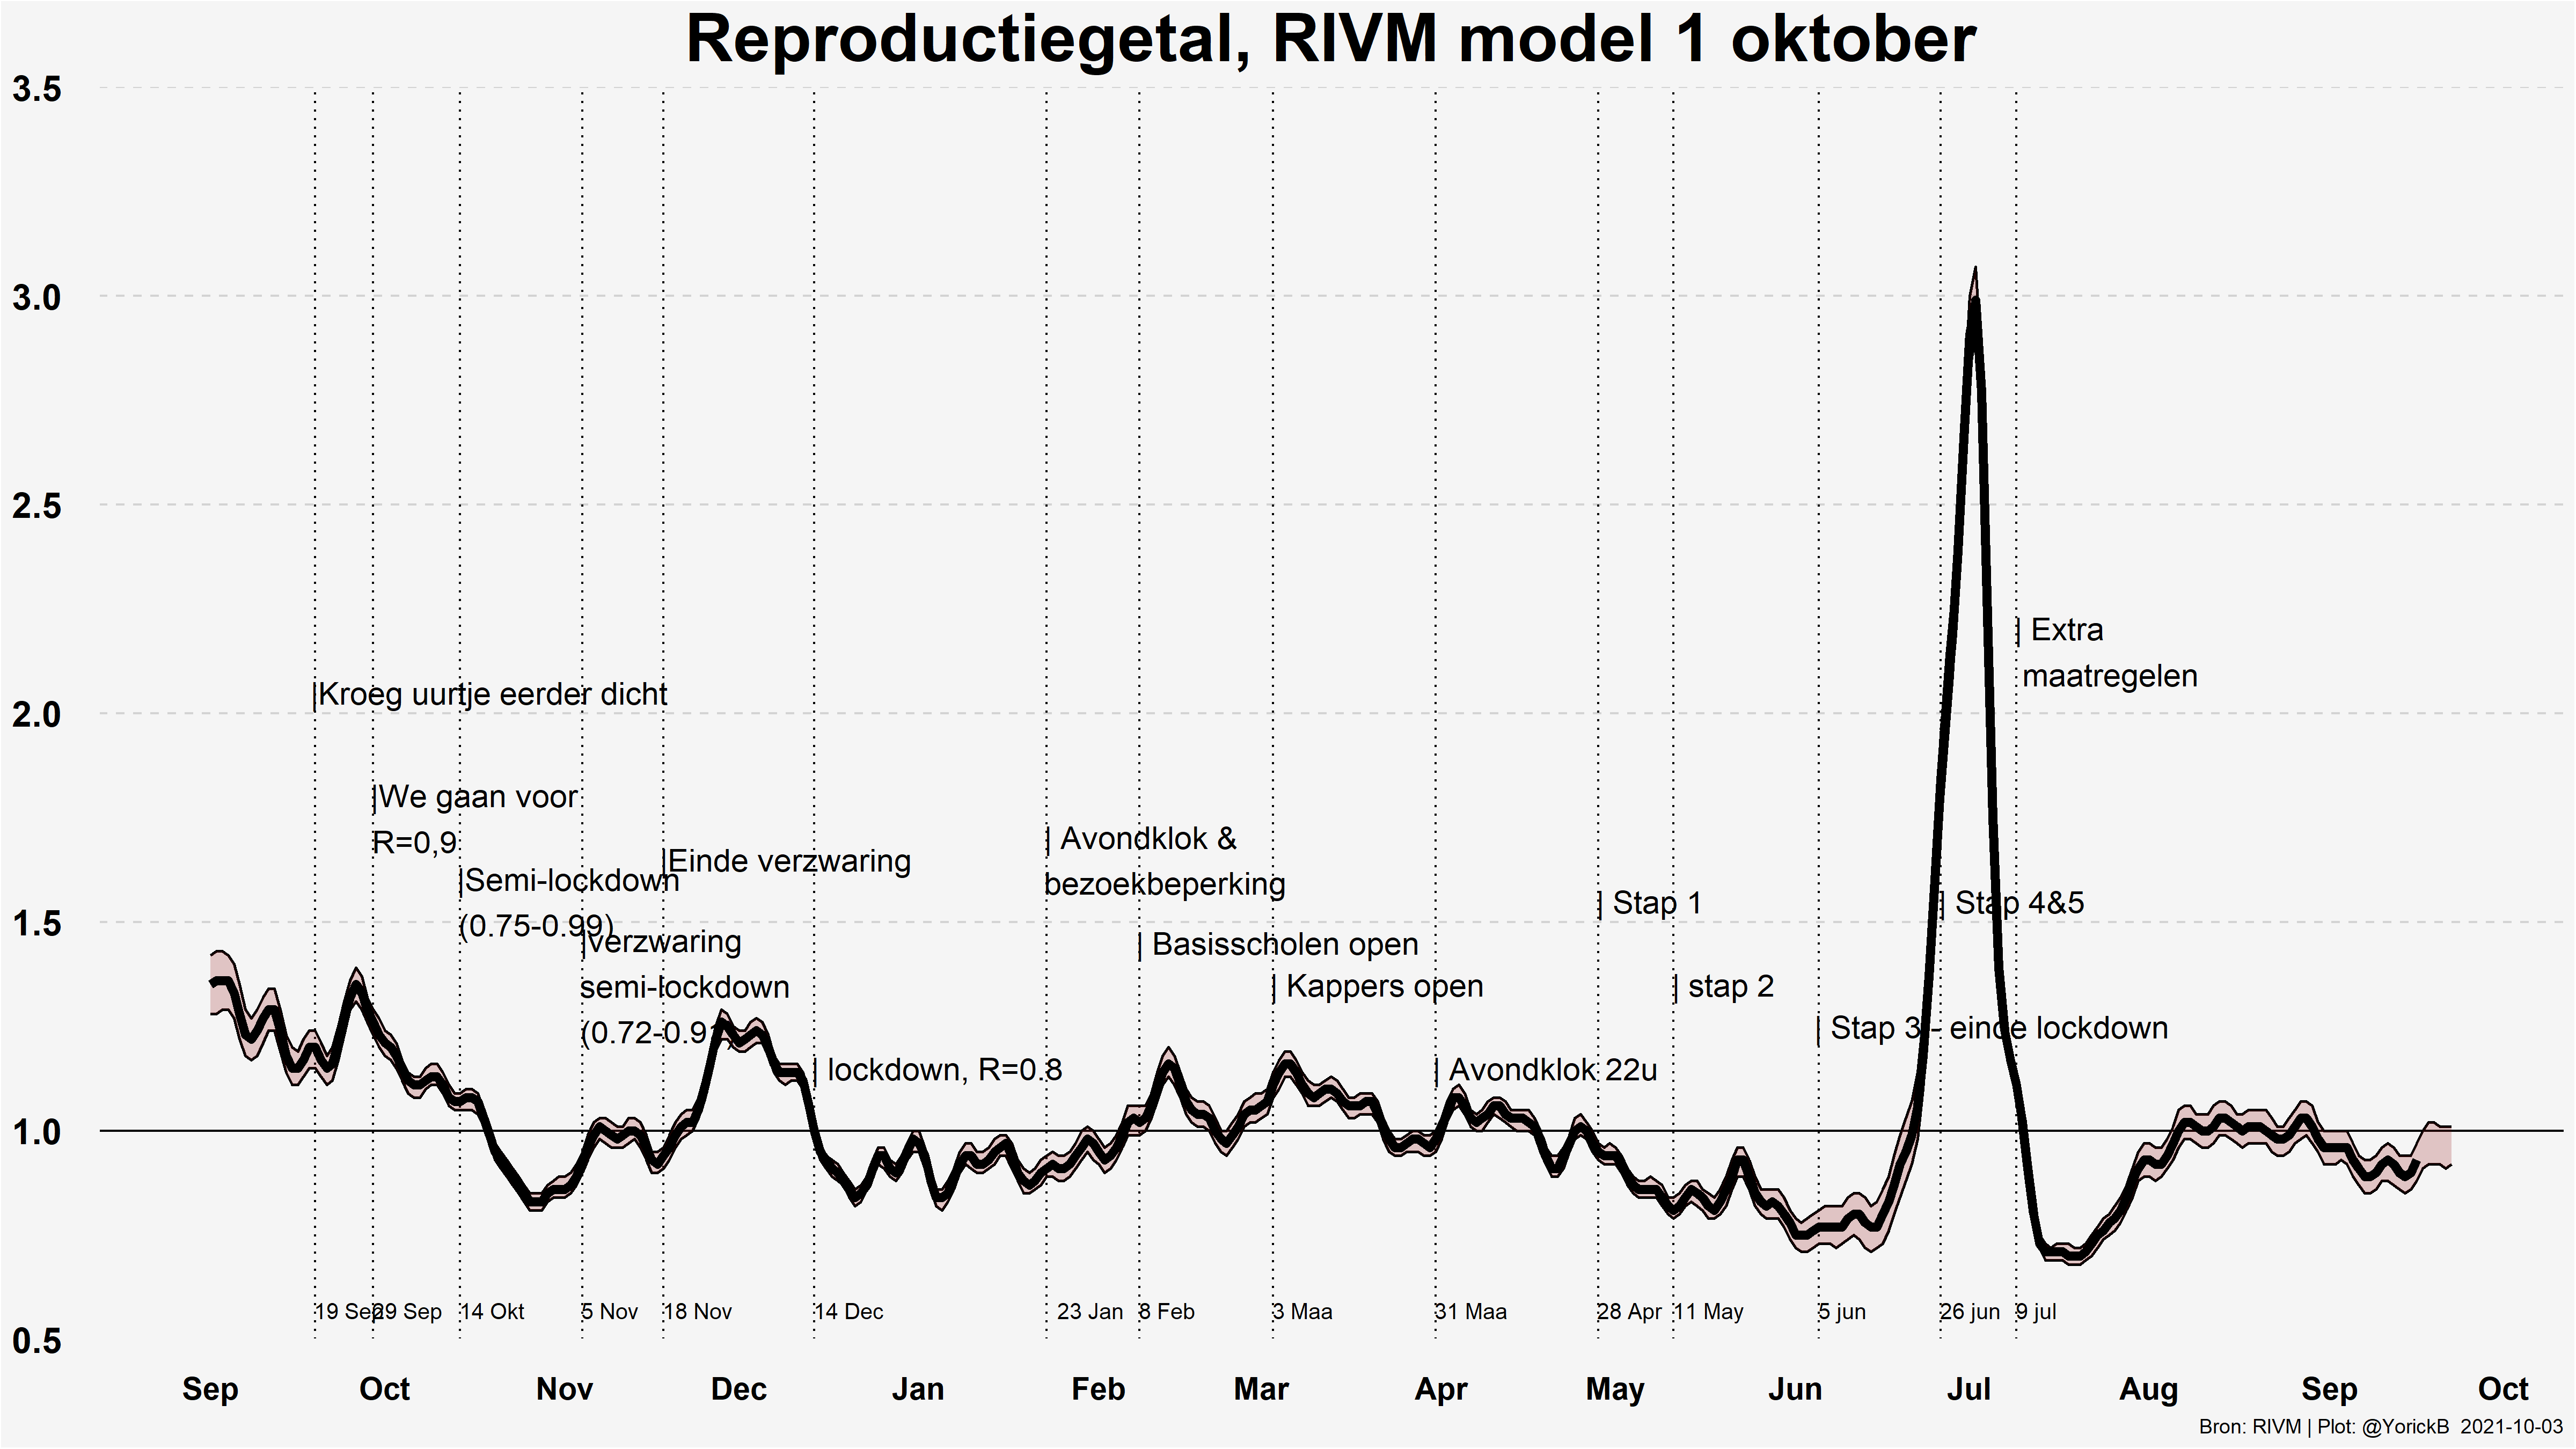 Reproductiegetal, RIVM model 1 oktober
3.5
3.0
2.5
2.0
1.5
1.0
0.5
|Kroeg uurtje eerder dicht
|We gaan voor
R=0,9
|Semi-lockdown
(0.75-0.99)
|verzwaring
semi-lockdown
(0.72-0.91)
|Einde verzwaring
| lockdown, R=0.8
| Avondklok &
bezoekbeperking
| Basisscholen open
| Kappers open
| Avondklok 22u
| Stap 1
| stap 2
| Stap 3 - einde lockdown
| Stap 4&5
| Extra
maatregelen
19 Sep
29 Sep
14 Okt
5 Nov
18 Nov
14 Dec
23 Jan
8 Feb
3 Maa
31 Maa
28 Apr
11 May
5 jun
26 jun
9 jul
Sep
Oct
Nov
Dec
Jan
Feb
Mar
Apr
May
Jun
Jul
Aug
Sep
Oct
Bron: RIVM | Plot: @YorickB 2021-10-03